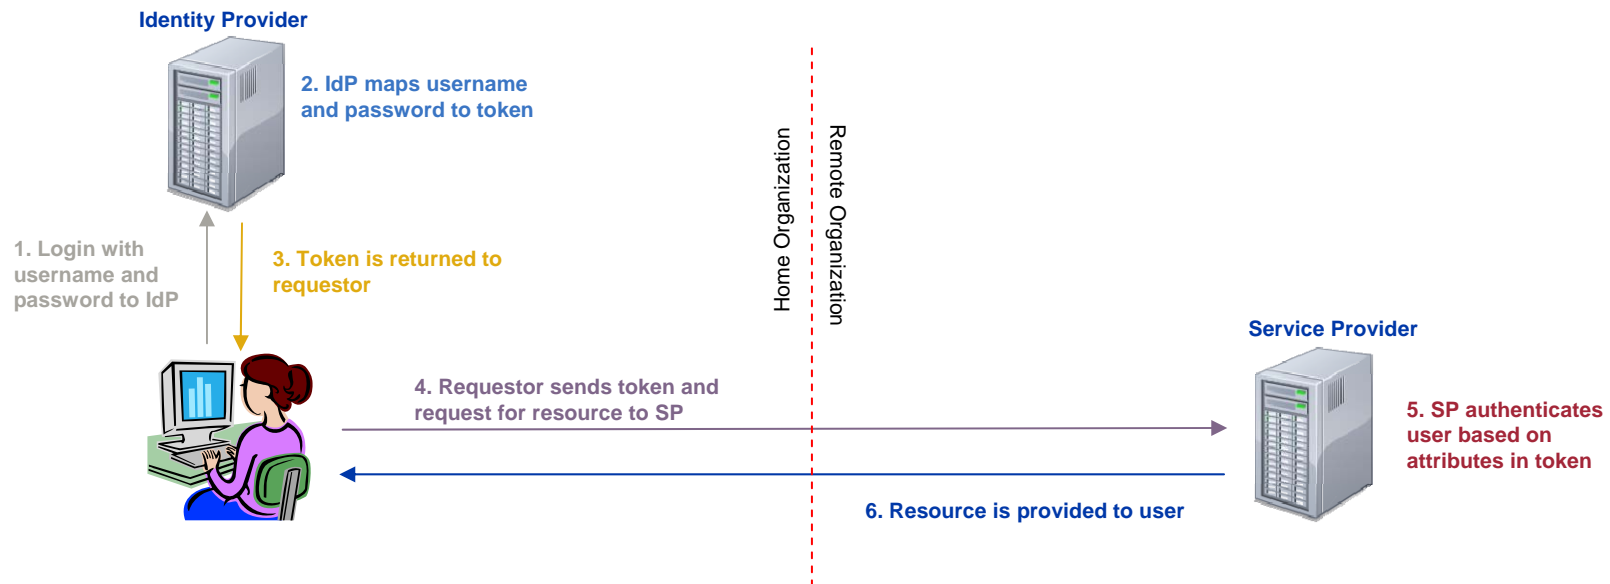 Identity Provider
2. IdP maps username
and password to token
1. Login with
username and
password to IdP
3. Token is returned to
requestor
Home Organization
Remote Organization
4. Requestor sends token and
request for resource to SP
Service Provider
5. SP authenticates
user based on
attributes in token
6. Resource is provided to user